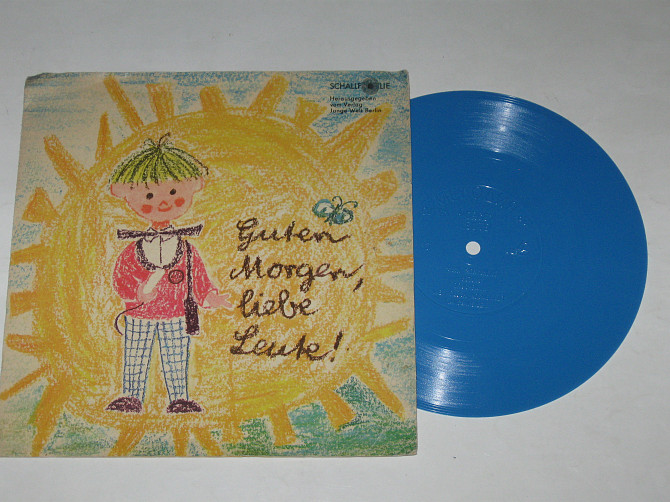 SCHALLFOLIE
Herausgegeben
vom Verlag
Junge Welt Berlin
Guten
Morgen,
liebe
Leute!